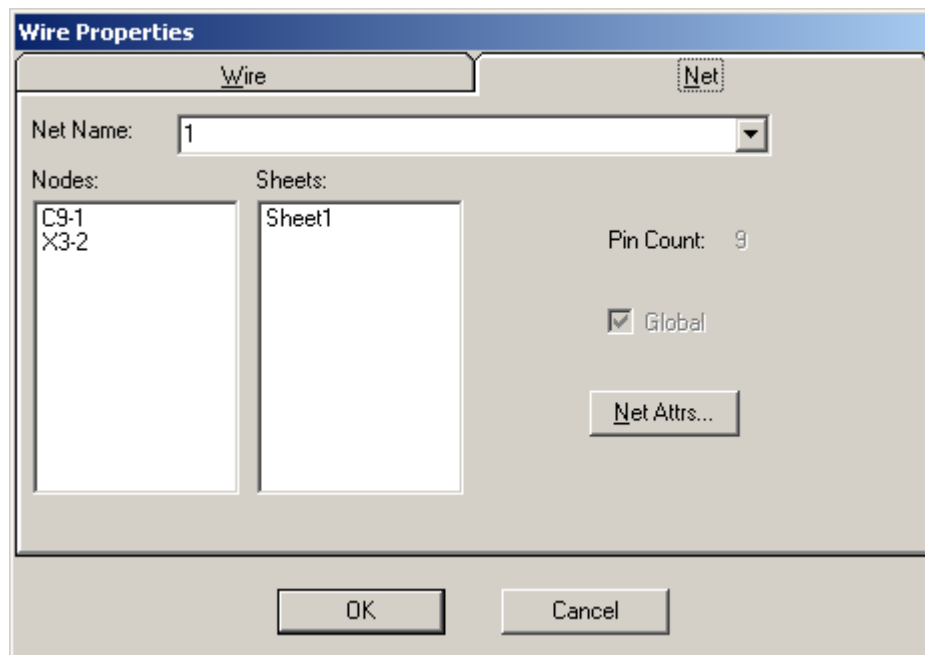 Wire Properties
Wire
Net
Net Name: 1
Nodes: Sheets:
C9-1
X3-2
Sheet1
Pin Count: 9
Global
Net Attrs...
OK
Cancel